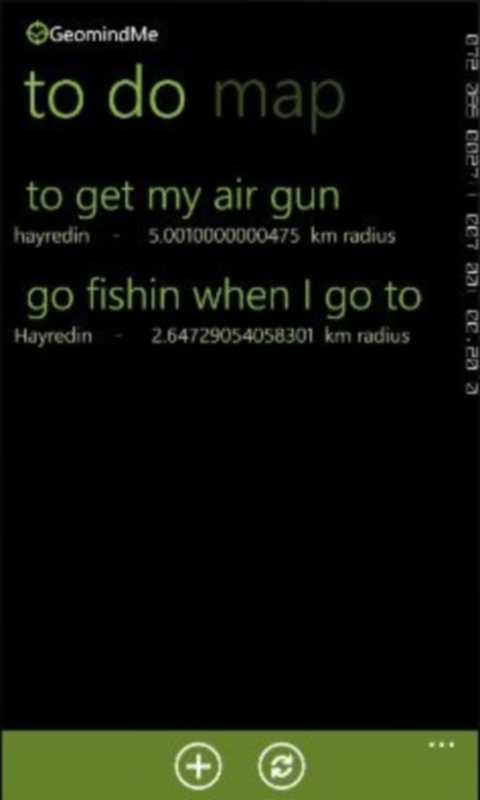 GeomindMe
to do map
to get my air gun
hayredin - 5.0010000000475 km radius
go fishin when I go to
Hayredin - 2.64729054058301 km radius
...